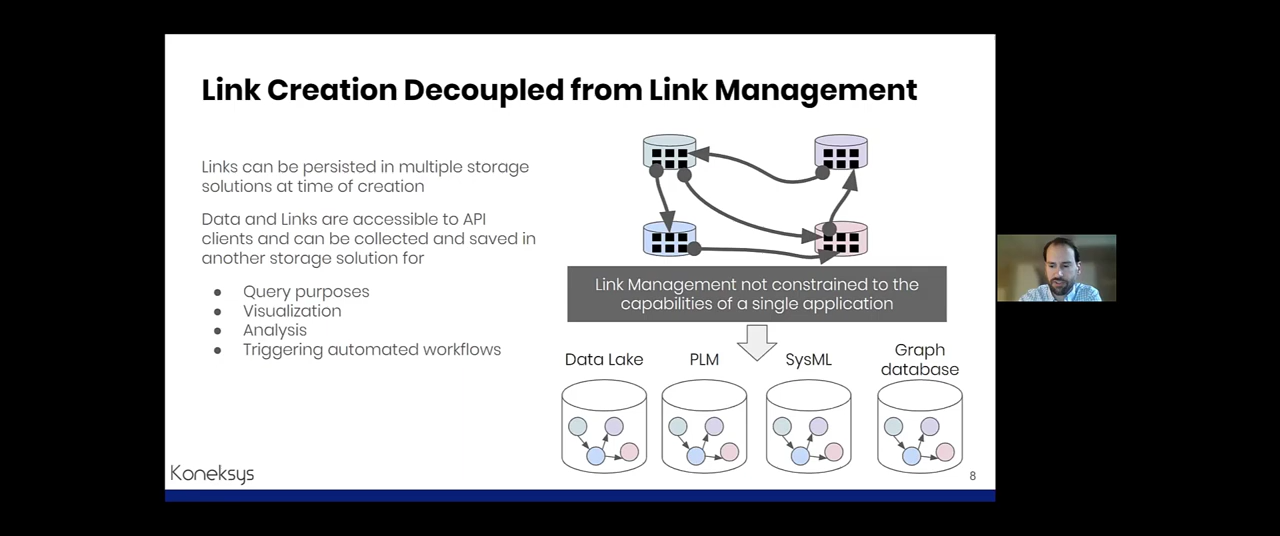 Link Creation Decoupled from Link Management
Links can be persisted in multiple storage
solutions at time of creation
Data and Links are accessible to API
clients and can be collected and saved in
another storage solution for
● Query purposes
● Visualization
● Analysis
● Triggering automated workflows
Link Management not constrained to the
capabilities of a single application
Data Lake
PLM
SysML
Graph
database
Koneksys
8